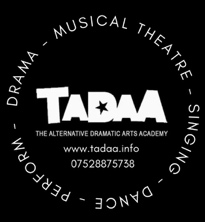 DRAMA - MUSICAL THEATRE - SINGING - DANCE - PERFORM -
TADAA
THE ALTERNATIVE DRAMATIC ARTS ACADEMY
www.tadaa.info
07528875738